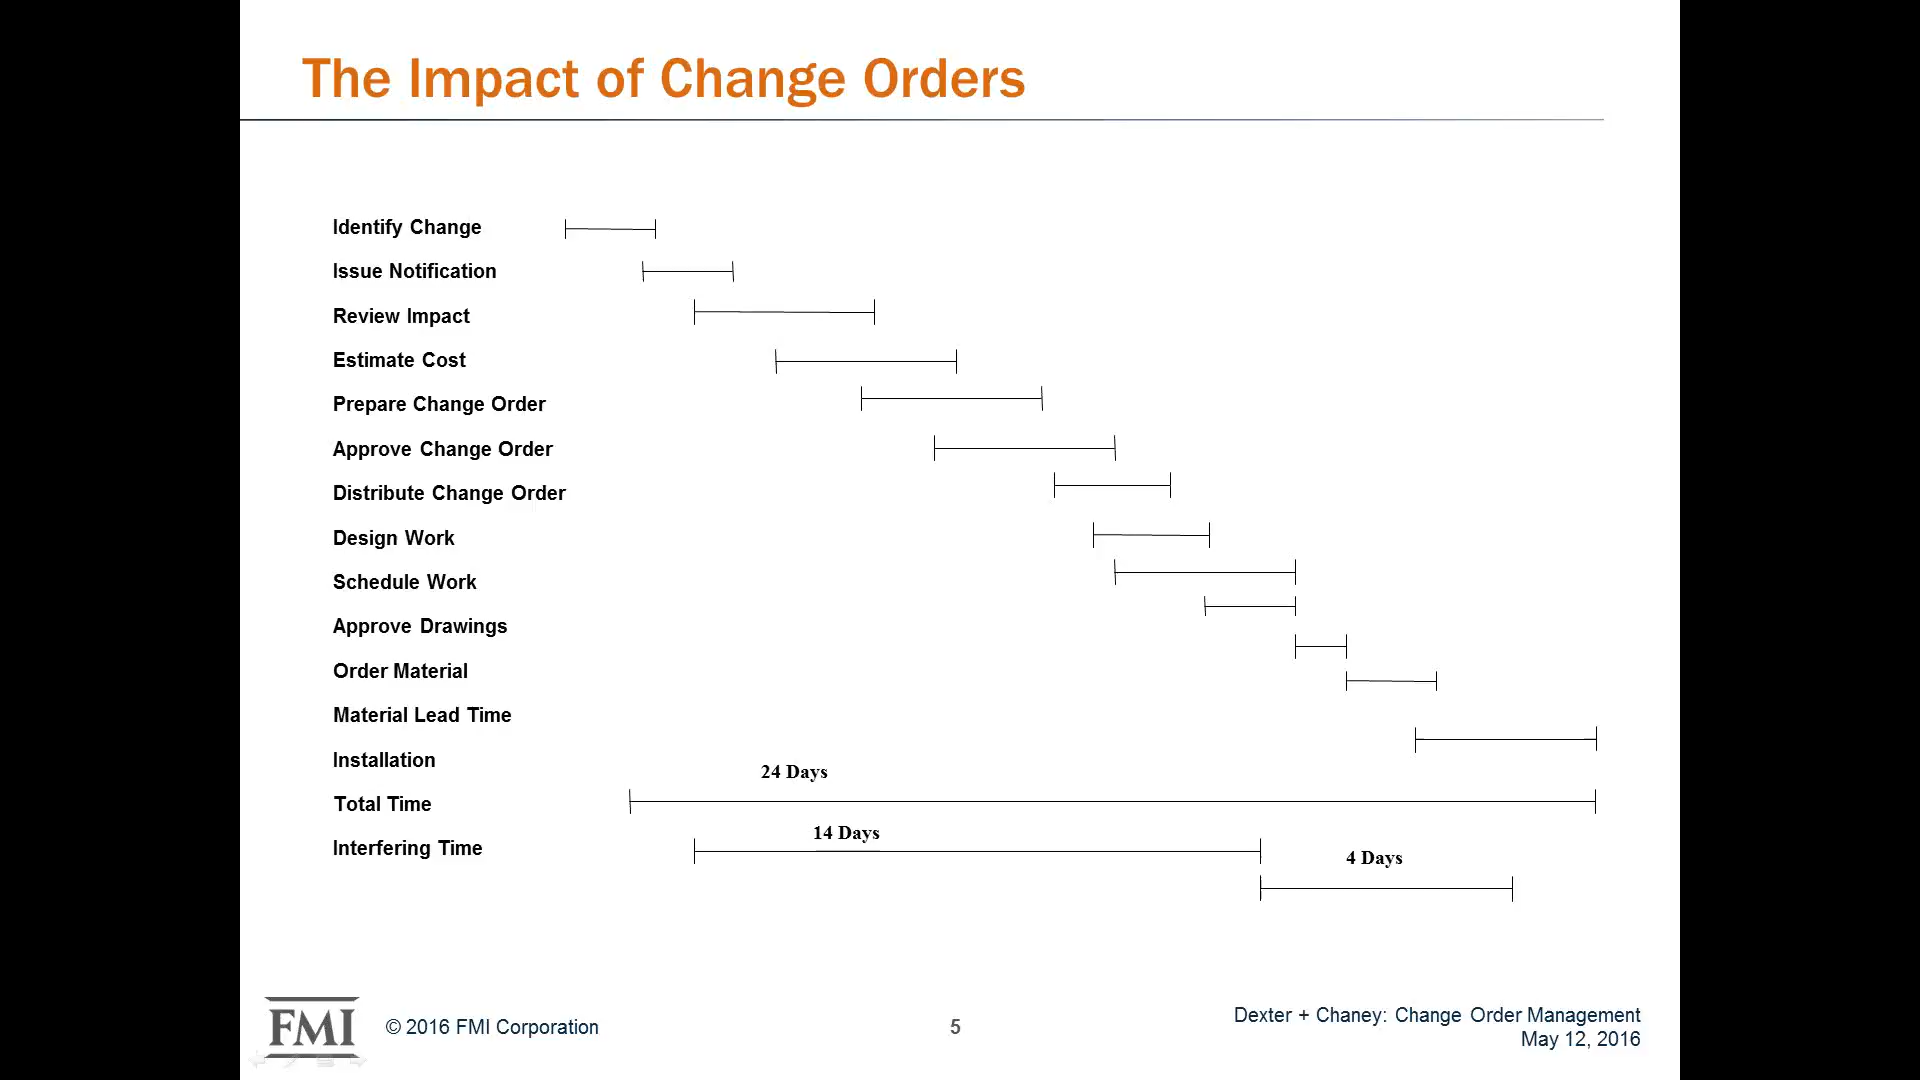 The Impact of Change Orders
Identify Change
Issue Notification
Review Impact
Estimate Cost
Prepare Change Order
Approve Change Order
Distribute Change Order
Design Work
Schedule Work
Approve Drawings
Order Material
Material Lead Time
Installation
24 Days
Total Time
14 Days
Interfering Time
4 Days
FMI
© 2016 FMI Corporation
5
Dexter + Chaney: Change Order Management
May 12, 2016